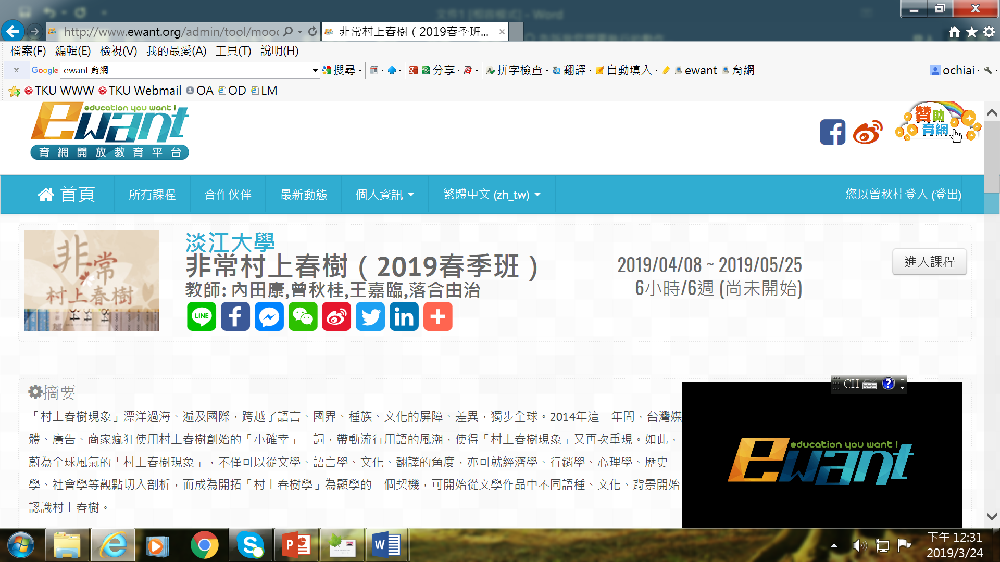 文件1 [相容模式] - Word
http://www.ewant.org/admin/tool/mooc
非常村上春樹（2019春季班...
檔案(F) 編輯(E) 檢視(V) 我的最愛(A) 工具(T) 說明(H)
x Google ewant 育網 搜尋 分享 拼字檢查 翻譯 自動填入 ewant 育網 ochiai
TKU WWW TKU Webmail OA OD LM
education you want !
ewant
育網開放教育平台
贊助
育網
首頁 所有課程 合作伙伴 最新動態 個人資訊 繁體中文 (zh_tw) 您以曾秋桂登入 (登出)
非常
村上春樹
淡江大學
非常村上春樹（2019春季班）
教師: 內田康,曾秋桂,王嘉臨,落合由治
LINE
2019/04/08 ~ 2019/05/25
6小時/6週 (尚未開始)
進入課程
摘要
CH
「村上春樹現象」漂洋過海、遍及國際，跨越了語言、國界、種族、文化的屏障、差異，獨步全球。2014年這一年間，台灣媒
體、廣告、商家瘋狂使用村上春樹創始的「小確幸」一詞，帶動流行用語的風潮，使得「村上春樹現象」又再次重現。如此，
蔚為全球風氣的「村上春樹現象」，不僅可以從文學、語言學、文化、翻譯的角度，亦可就經濟學、行銷學、心理學、歷史
學、社會學等觀點切入剖析，而成為開拓「村上春樹學」為顯學的一個契機，可開始從文學作品中不同語種、文化、背景開始
認識村上春樹。
education you want !
ewant
下午 12:31
2019/3/24